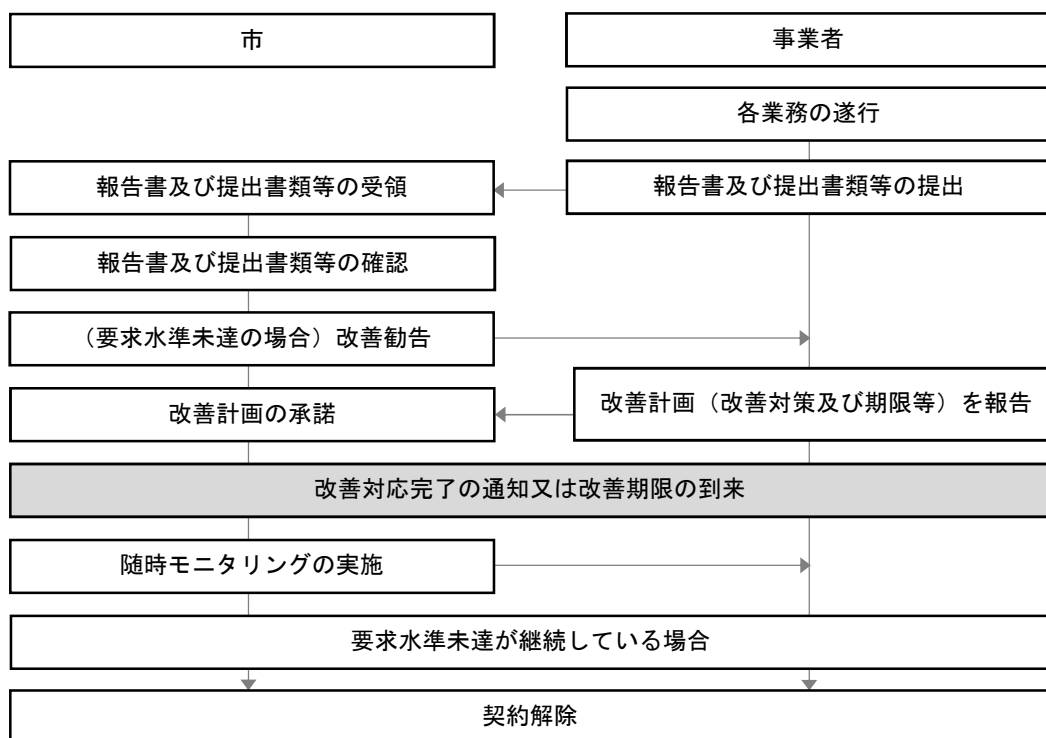 市
事業者
各業務の遂行
報告書及び提出書類等の受領
報告書及び提出書類等の提出
報告書及び提出書類等の確認
（要求水準未達の場合）改善勧告
改善計画の承諾
改善計画（改善対策及び期限等）を報告
改善対応完了の通知又は改善期限の到来
随時モニタリングの実施
要求水準未達が継続している場合
契約解除